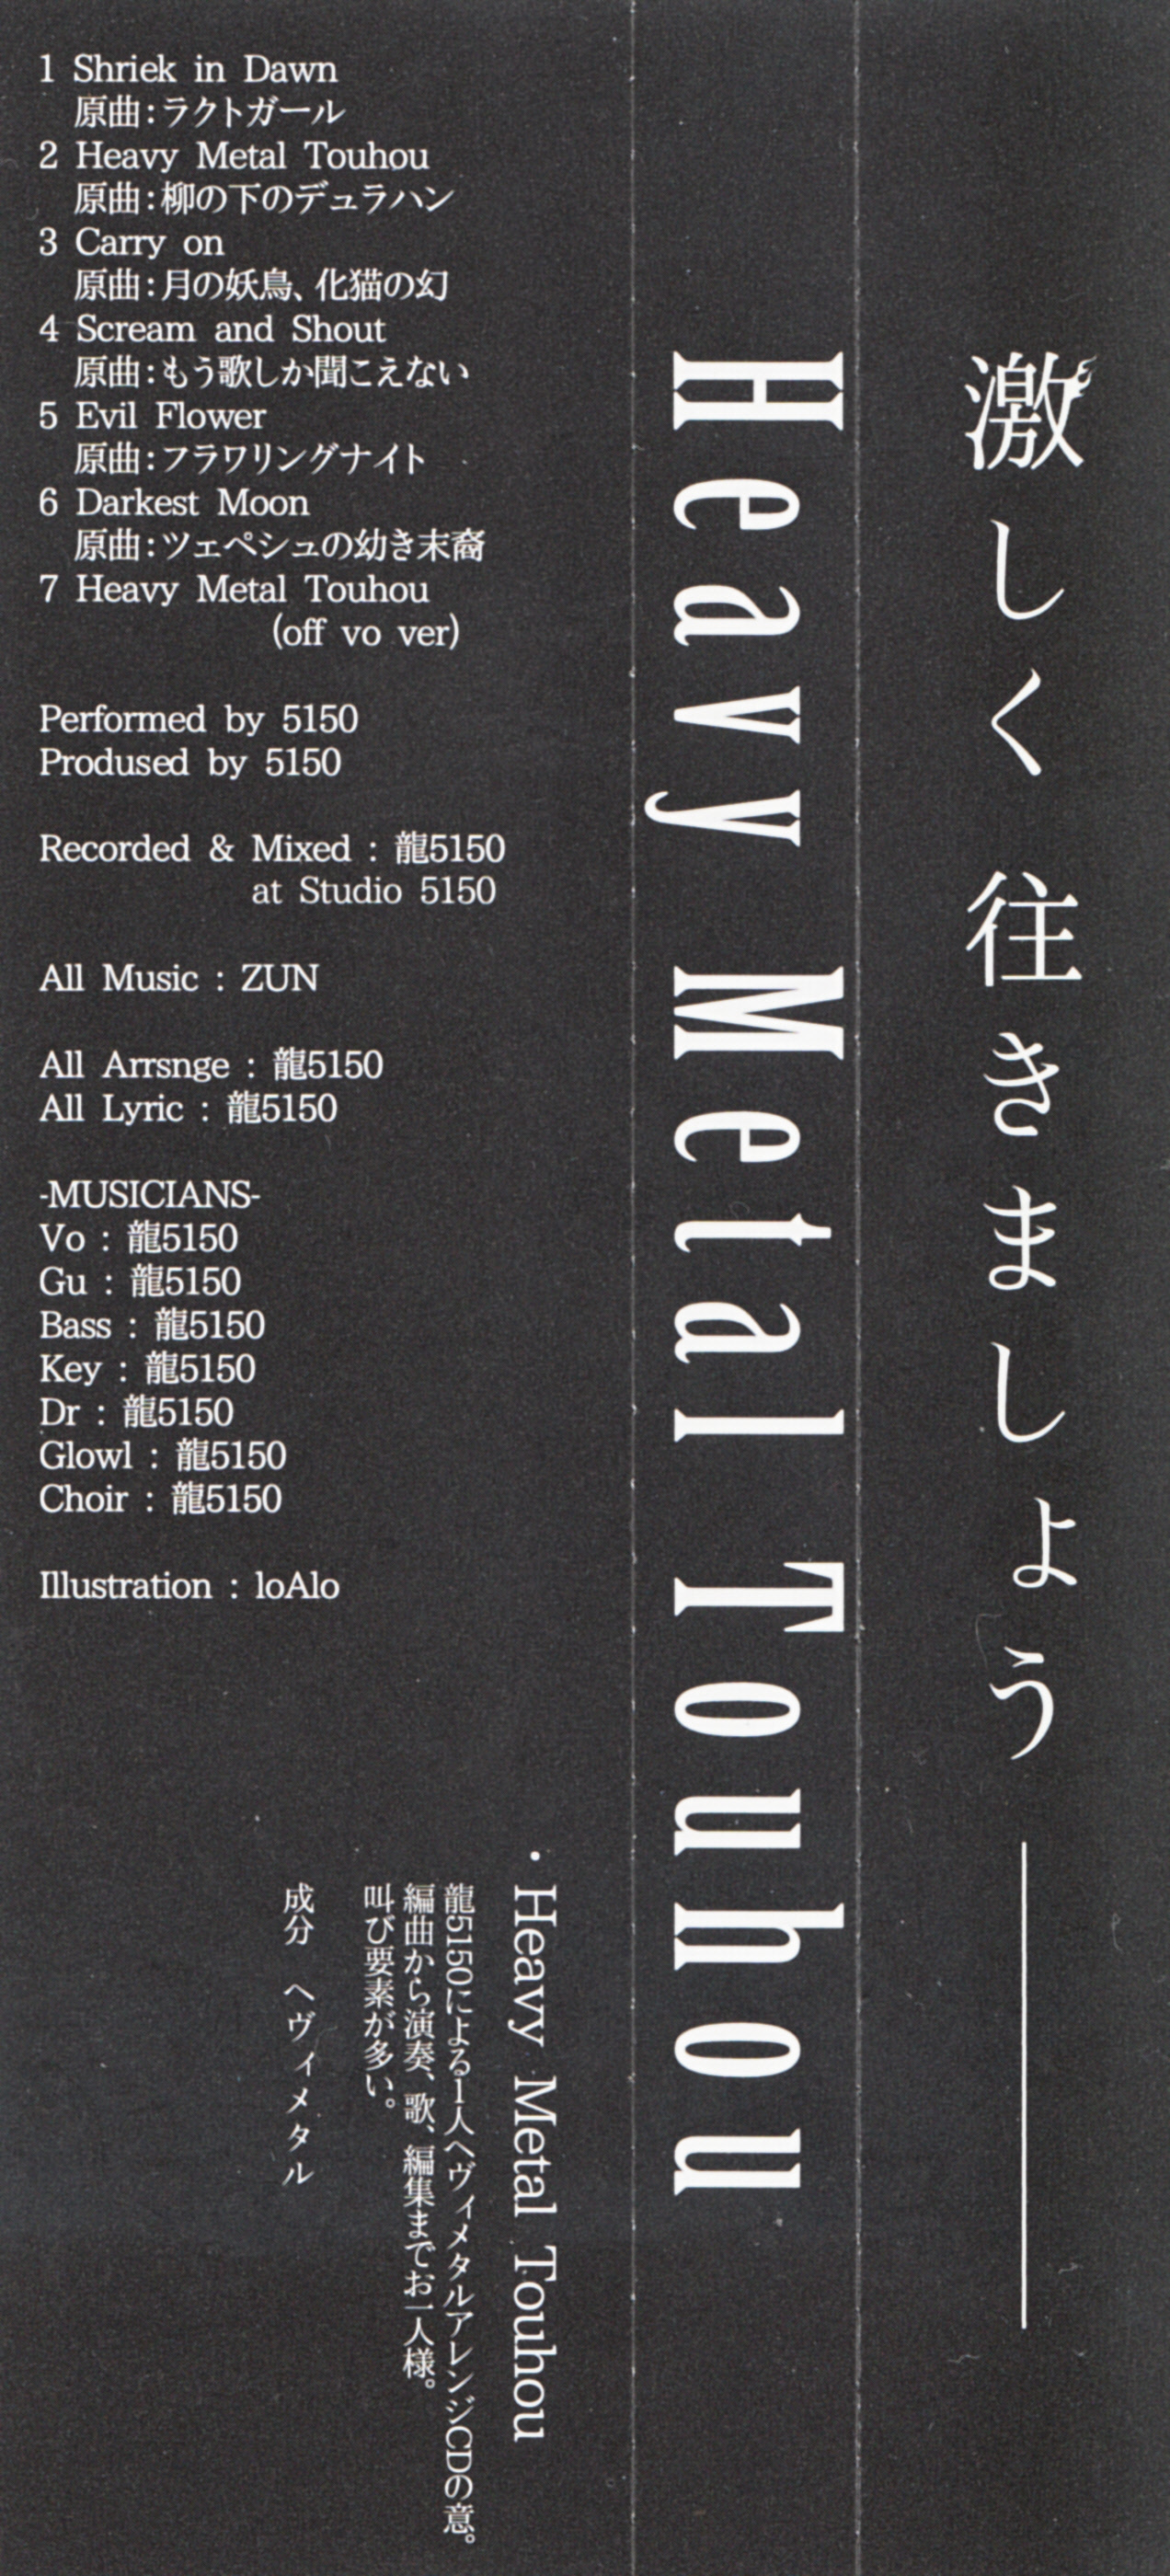 1 Shriek in Dawn
原曲：ラクトガール
2 Heavy Metal Touhou
原曲：柳の下のデュラハン
3 Carry on
原曲：月の妖鳥、化猫の幻
4 Scream and Shout
原曲：もう歌しか聞こえない
5 Evil Flower
原曲：フラワリングナイト
6 Darkest Moon
原曲：ツェペシュの幼き末裔
7 Heavy Metal Touhou
(off vo ver)
Performed by 5150
Prodused by 5150
Recorded & Mixed : 龍5150
at Studio 5150
All Music : ZUN
All Arrsnge : 龍5150
All Lyric : 龍5150
-MUSICIANS-
Vo : 龍5150
Gu : 龍5150
Bass : 龍5150
Key : 龍5150
Dr : 龍5150
Glowl : 龍5150
Choir : 龍5150
Illustration : loAlo
・Heavy Metal Touhou
龍5150による1人ヘヴィメタルアレンジCDの意。
編曲から演奏、歌、編集までお一人様。
叫び要素が多い。
成分　ヘヴィメタル
Heavy Metal Touhou
激しく往きましょう――